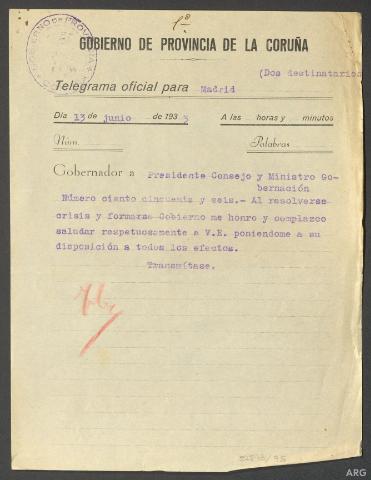 1º
GOBIERNO DE PROVINCIA DE LA CORUÑA
(Dos destinatarios
Telegrama oficial para Madrid
Día 13 de junio de 1933 A las horas y minutos
Núm. Palabras
Gobernador a Presidente Consejo y Ministro Go-
bernación
Número ciento cincuenta y seis.- Al resolverse
crisis y formarse Gobierno me honro y complazco
saludar respetuosamente a V.E. poniendome a su
disposición a todos los efectos.
Transmítase.
ARG